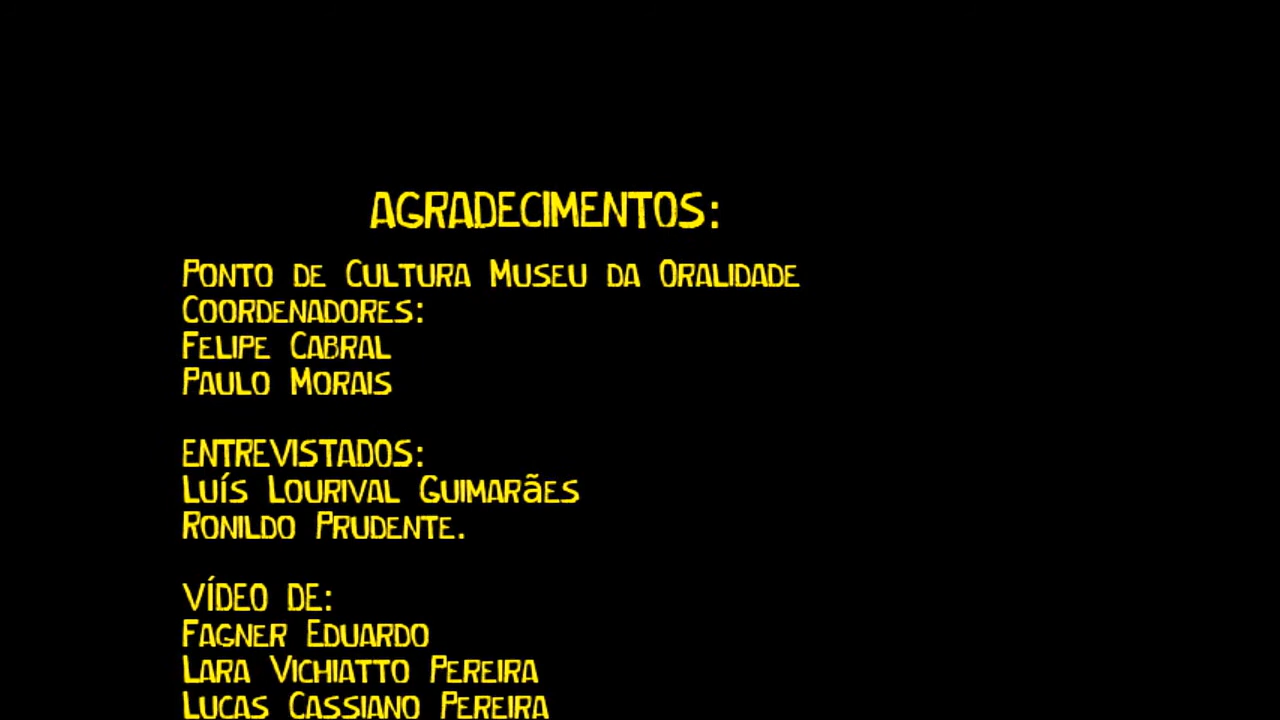 AGRADECIMENTOS:
PONTO DE CULTURA MUSEU DA ORALIDADE
COORDENADORES:
FELIPE CABRAL
PAULO MORAIS
ENTREVISTADOS:
LUÍS LOURIVAL GUIMARÃES
RONILDO PRUDENTE.
VÍDEO DE:
FAGNER EDUARDO
LARA VICHIATTO PEREIRA
LUCAS CASSIANO PEREIRA